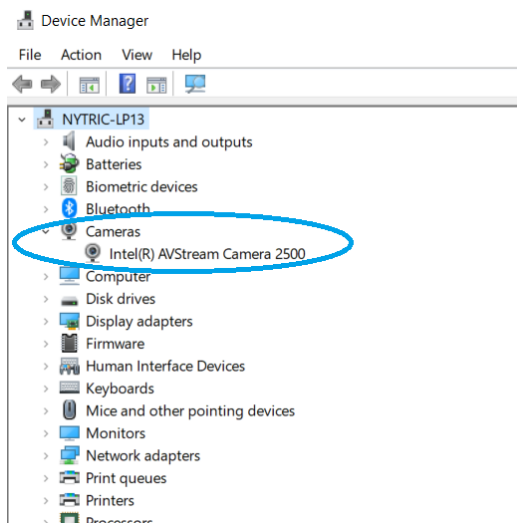 Device Manager
File Action View Help
NYTRIC-LP13
Audio inputs and outputs
Batteries
Biometric devices
Bluetooth
Cameras
Intel(R) AVStream Camera 2500
Computer
Disk drives
Display adapters
Firmware
Human Interface Devices
Keyboards
Mice and other pointing devices
Monitors
Network adapters
Print queues
Printers
Processors